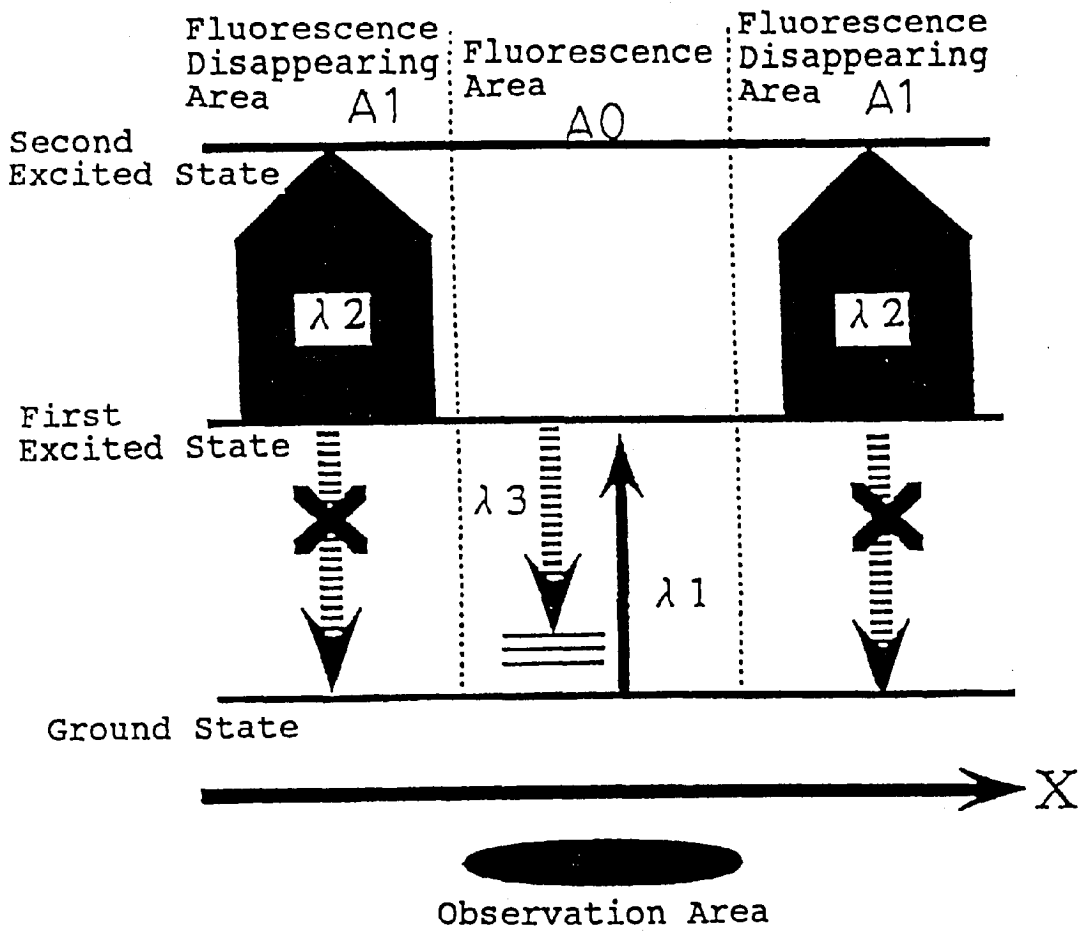 Fluorescence
Disappearing
Area
A1
Fluorescence
Area
A0
Fluorescence
Disappearing
Area
A1
Second
Excited State
λ2
λ2
First
Excited State
λ3
λ1
Ground State
X
Observation Area